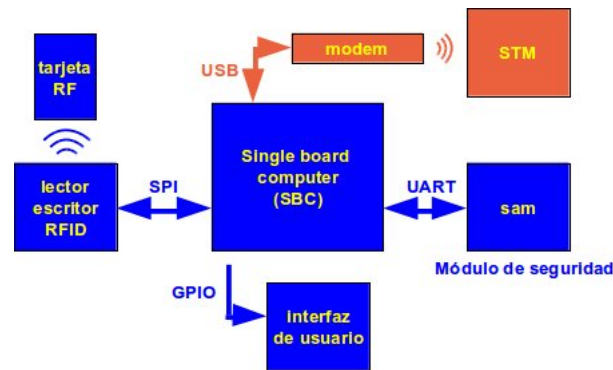 tarjeta
RF
modem
STM
USB
Single board
computer
(SBC)
lector
escritor
RFID
SPI
UART
sam
Módulo de seguridad
GPIO
interfaz
de usuario